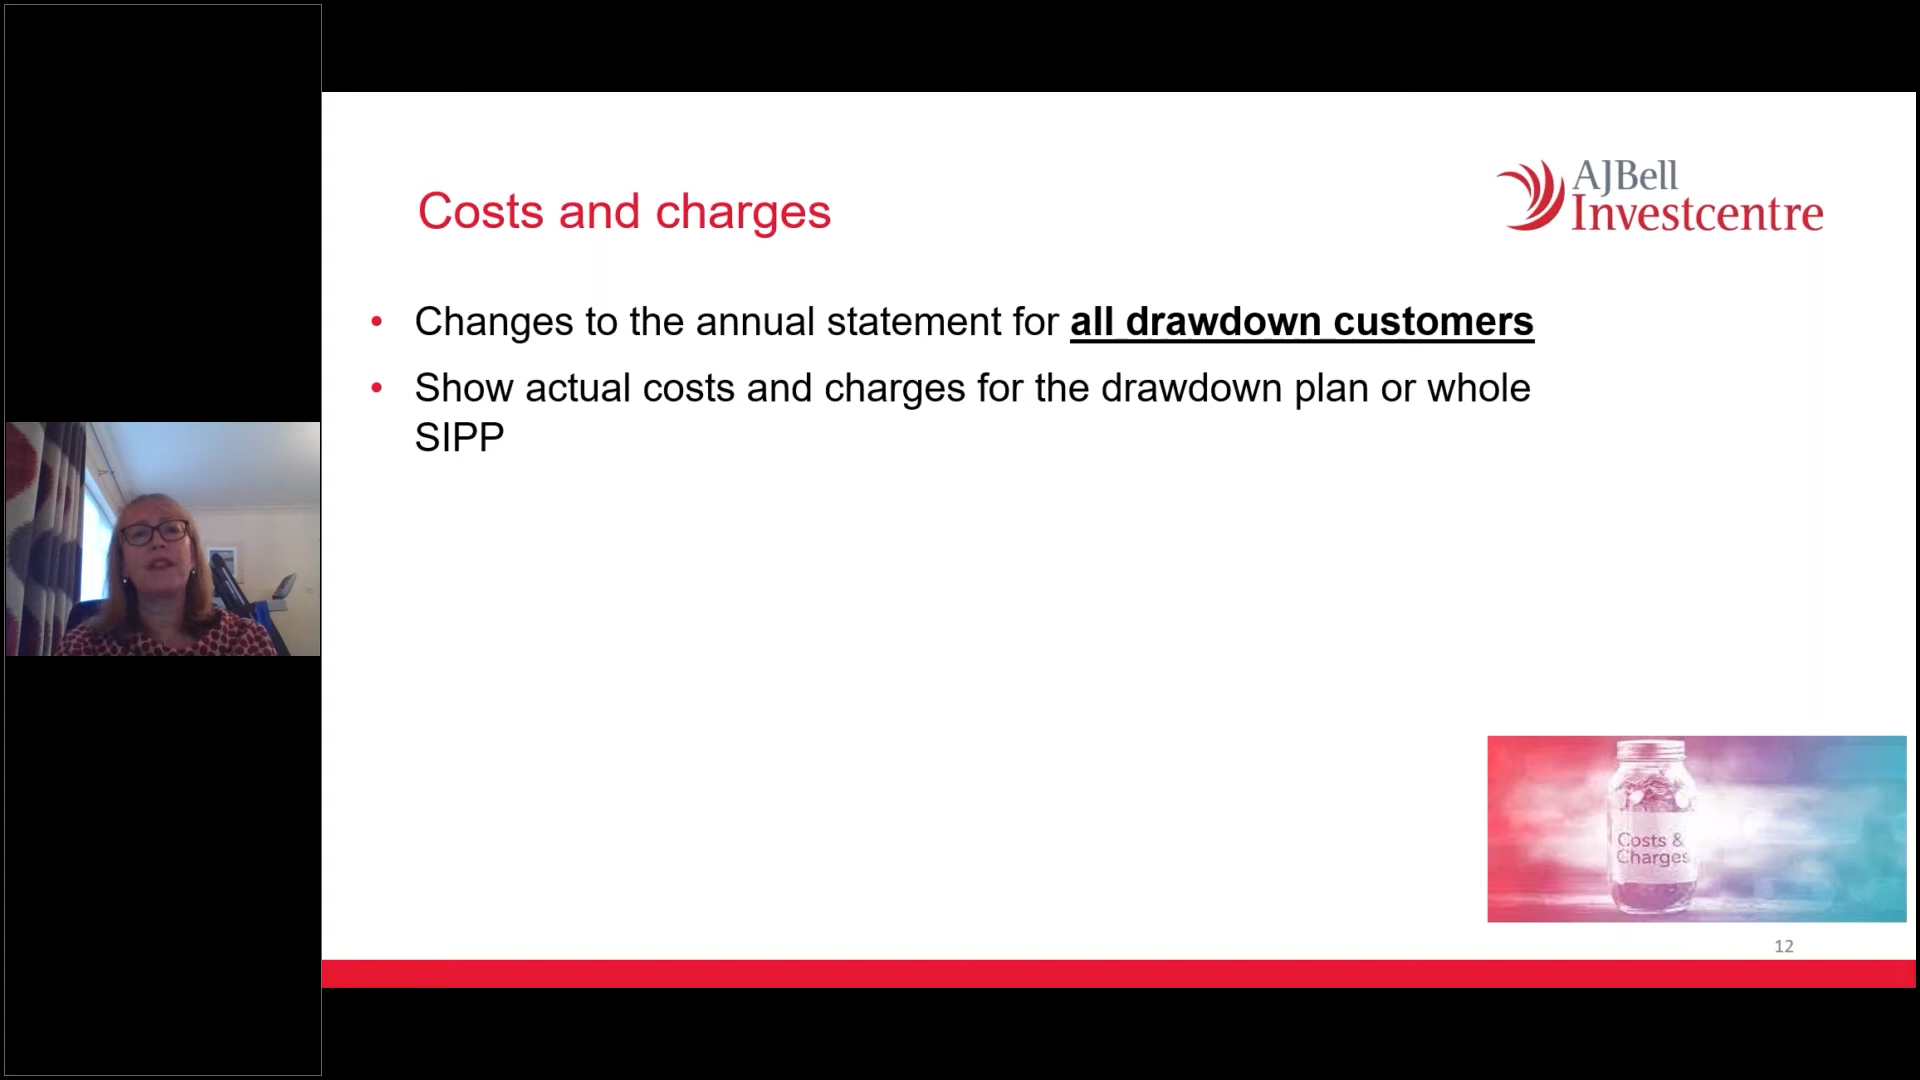 Costs and charges
AJBell
Investcentre
• Changes to the annual statement for all drawdown customers
• Show actual costs and charges for the drawdown plan or whole
SIPP
Costs &
Charges
12